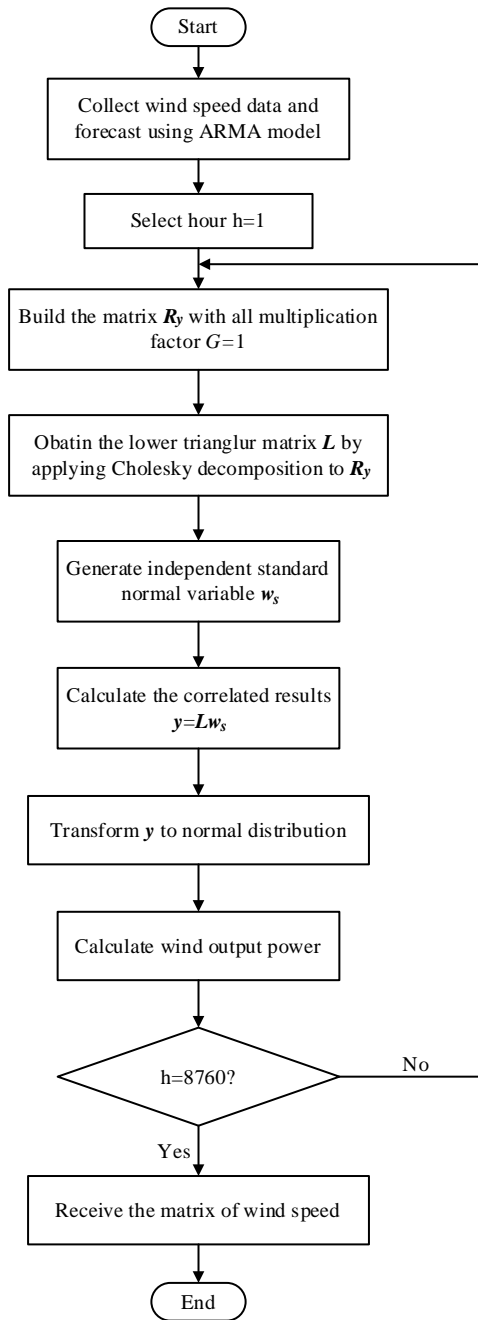 Start
Collect wind speed data and
forecast using ARMA model
Select hour h=1
Build the matrix Ry with all multiplication
factor G=1
Obatin the lower trianglur matrix L by
applying Cholesky decomposition to Ry
Generate independent standard
normal variable ws
Calculate the correlated results
y=Lws
Transform y to normal distribution
Calculate wind output power
h=8760?
No
Yes
Receive the matrix of wind speed
End